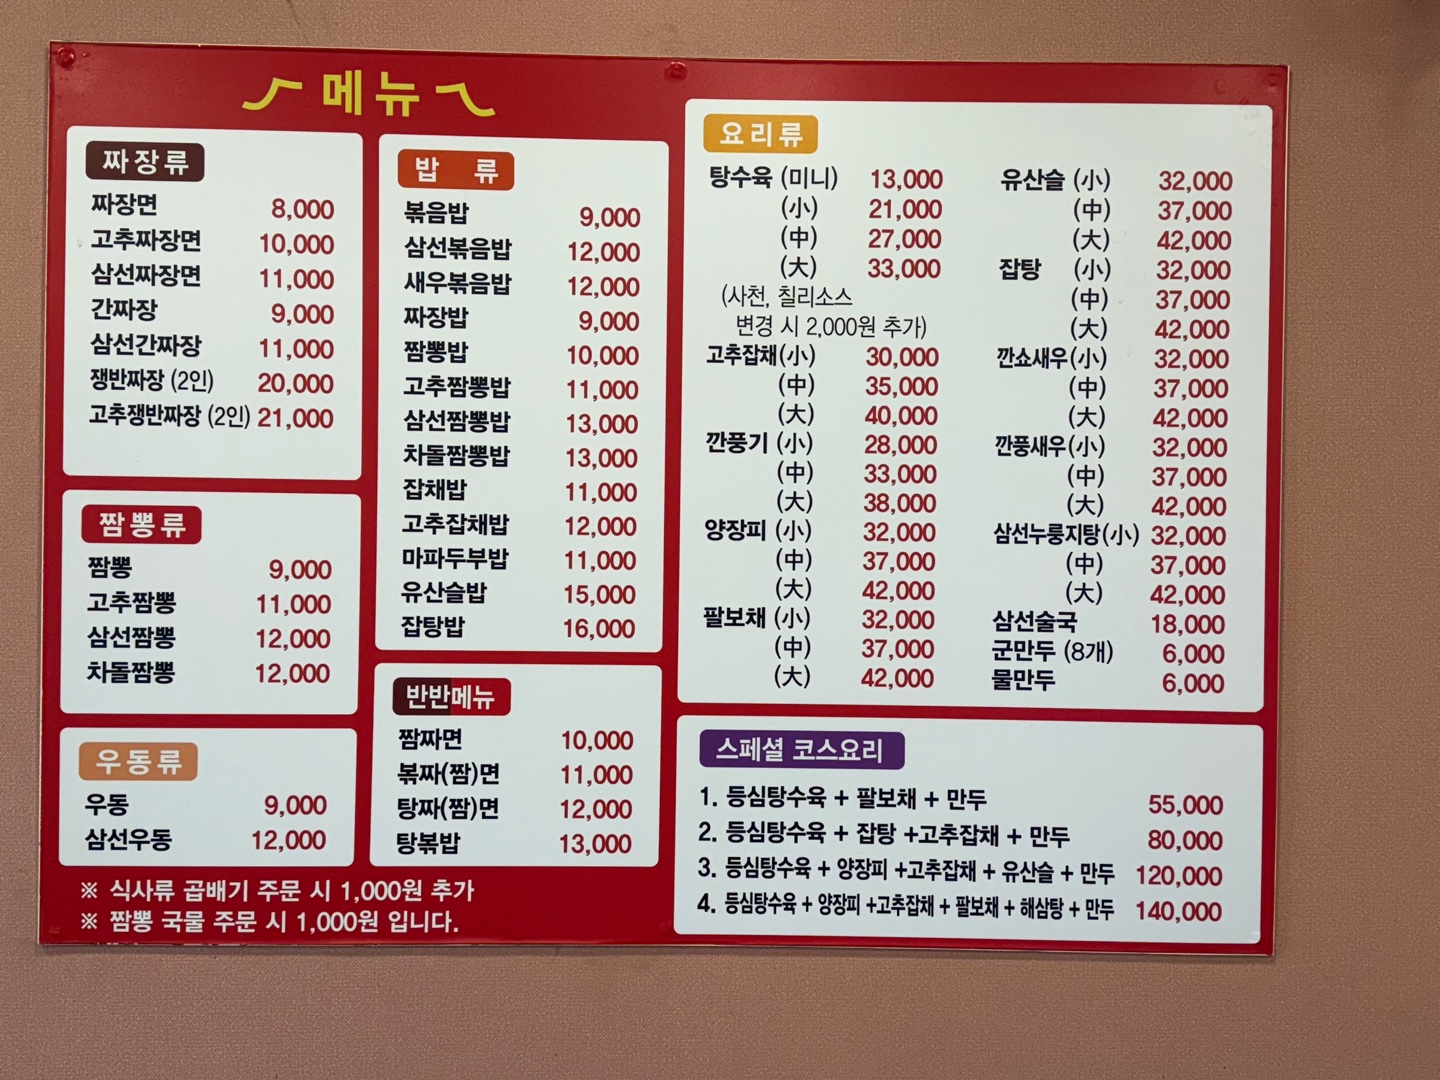 메뉴
짜장류
짜장면 8,000
고추짜장면 10,000
삼선짜장면 11,000
간짜장 9,000
삼선간짜장 11,000
쟁반짜장 (2인) 20,000
고추쟁반짜장 (2인) 21,000
짬뽕류
짬뽕 9,000
고추짬뽕 11,000
삼선짬뽕 12,000
차돌짬뽕 12,000
우동류
우동 9,000
삼선우동 12,000
밥 류
볶음밥 9,000
삼선볶음밥 12,000
새우볶음밥 12,000
짜장밥 9,000
짬뽕밥 10,000
고추짬뽕밥 11,000
삼선짬뽕밥 13,000
차돌짬뽕밥 13,000
잡채밥 11,000
고추잡채밥 12,000
마파두부밥 11,000
유산슬밥 15,000
잡탕밥 16,000
반반메뉴
짬짜면 10,000
볶짜(짬)면 11,000
탕짜(짬)면 12,000
탕볶밥 13,000
※ 식사류 곱배기 주문 시 1,000원 추가
※ 짬뽕 국물 주문 시 1,000원 입니다.
요리류
탕수육 (미니) 13,000
(小) 21,000
(中) 27,000
(大) 33,000
(사천, 칠리소스
변경 시 2,000원 추가)
고추잡채(小) 30,000
(中) 35,000
(大) 40,000
깐풍기 (小) 28,000
(中) 33,000
(大) 38,000
양장피 (小) 32,000
(中) 37,000
(大) 42,000
팔보채 (小) 32,000
(中) 37,000
(大) 42,000
유산슬 (小) 32,000
(中) 37,000
(大) 42,000
잡탕 (小) 32,000
(中) 37,000
(大) 42,000
깐쇼새우(小) 32,000
(中) 37,000
(大) 42,000
깐풍새우(小) 32,000
(中) 37,000
(大) 42,000
삼선누룽지탕(小) 32,000
(中) 37,000
(大) 42,000
삼선술국 18,000
군만두 (8개) 6,000
물만두 6,000
스페셜 코스요리
1. 등심탕수육 + 팔보채 + 만두 55,000
2. 등심탕수육 + 잡탕 +고추잡채 + 만두 80,000
3. 등심탕수육 + 양장피 +고추잡채 + 유산슬 + 만두 120,000
4. 등심탕수육 + 양장피 +고추잡채 + 팔보채 + 해삼탕 + 만두 140,000